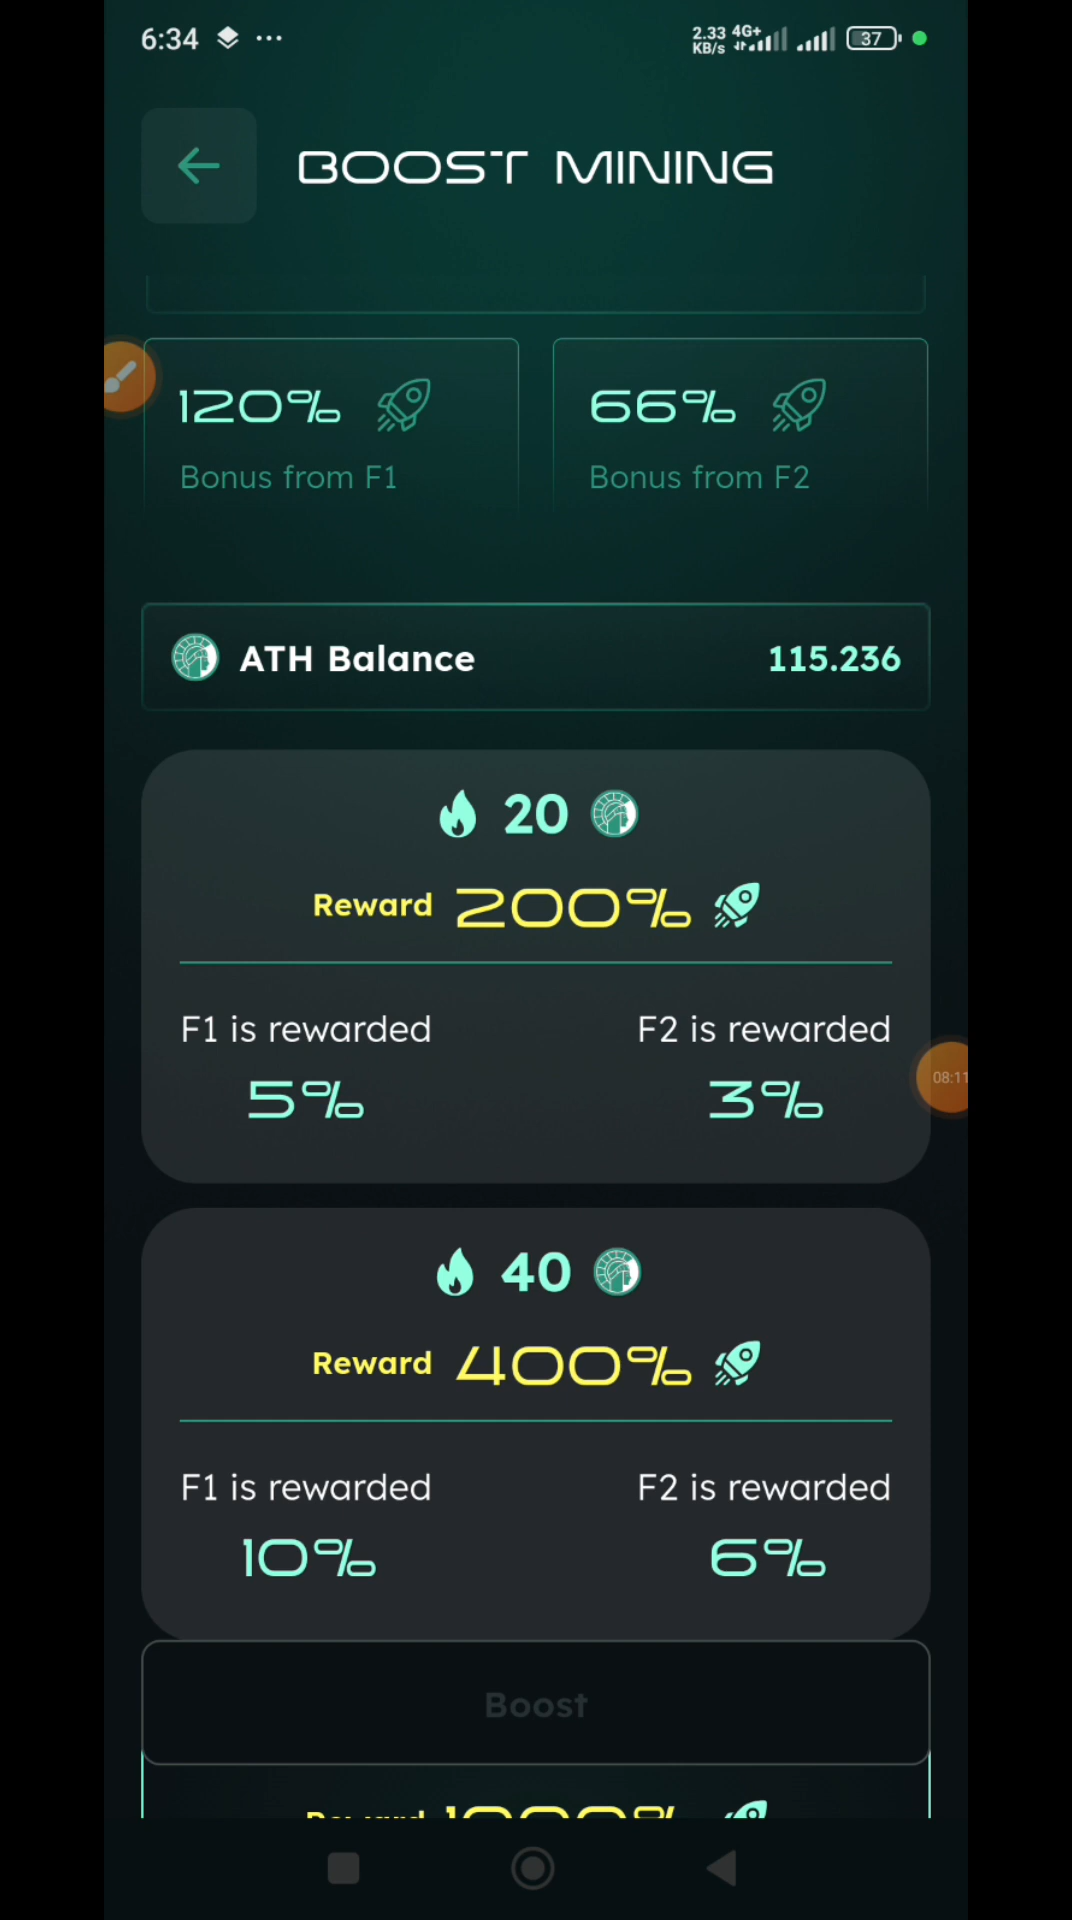 6:34
2.33 KB/s 4G+ 37
BOOST MINING
120% 66%
Bonus from F1 Bonus from F2
ATH Balance 115.236
20
Reward 200%
F1 is rewarded F2 is rewarded
5% 3%
08:11
40
Reward 400%
F1 is rewarded F2 is rewarded
10% 6%
Boost
Reward 1000%